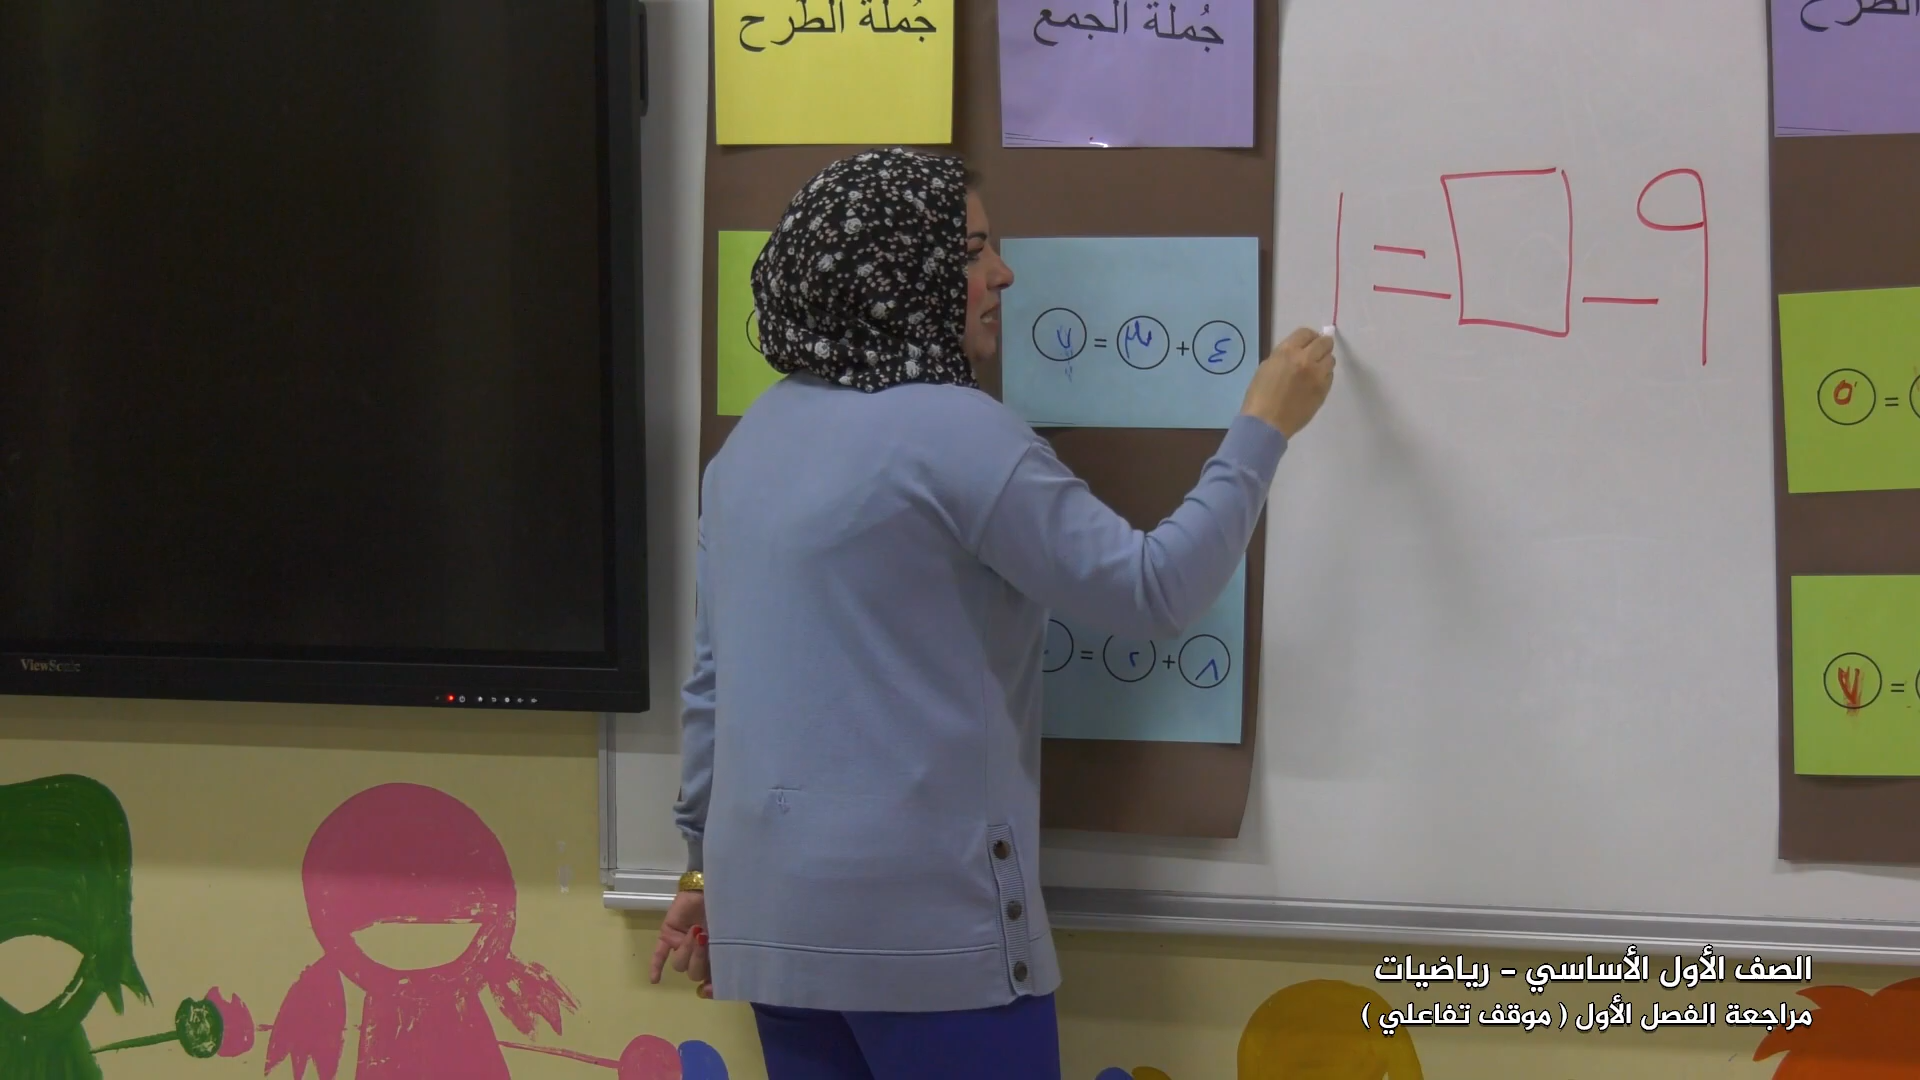 جُملة الطرح
جُملة الجمع
الطرح
٩ - □ = ١
٤ + ٣ = ٧
٨ + ٢ =
= ٥
= ٧
ViewSonic
الصف الأول الأساسي - رياضيات
مراجعة الفصل الأول ( موقف تفاعلي )